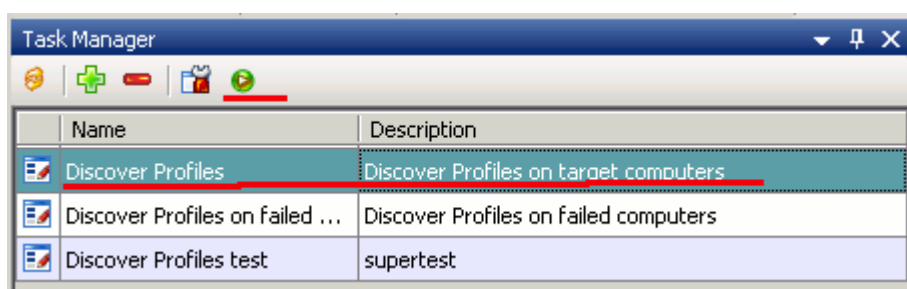 Task Manager
Name Description
Discover Profiles Discover Profiles on target computers
Discover Profiles on failed ... Discover Profiles on failed computers
Discover Profiles test supertest